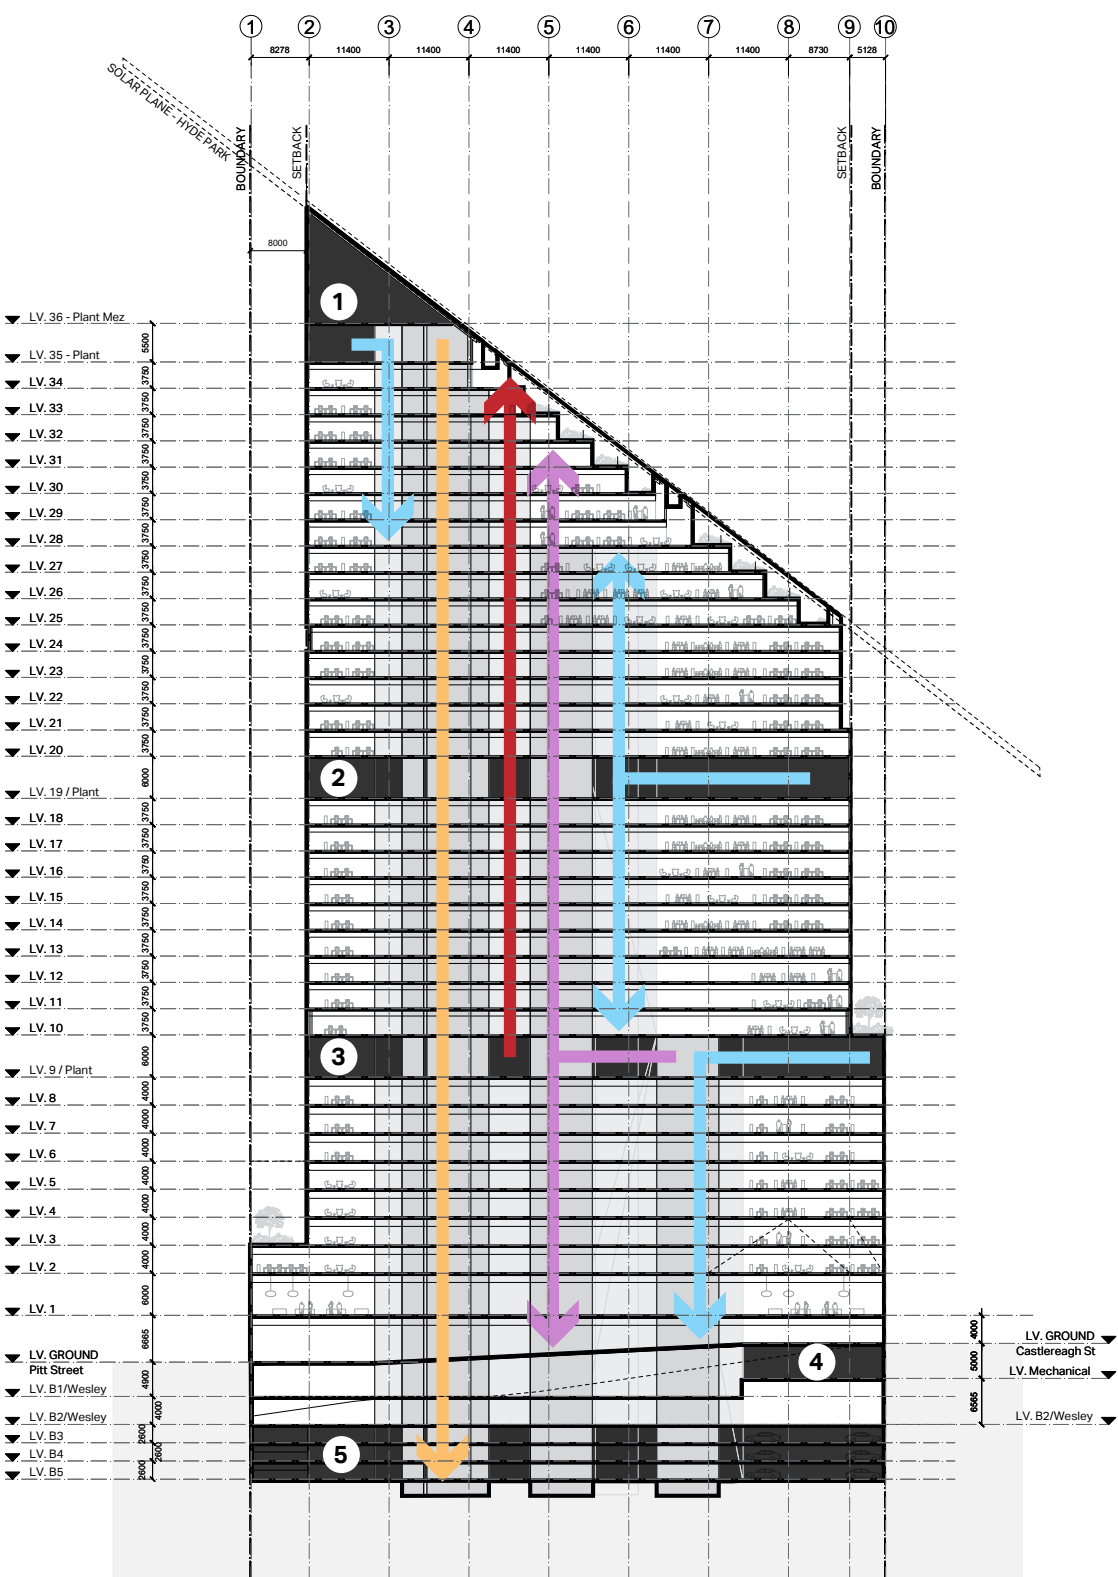 1 2 3 4 5 6 7 8 9 10
8278 11400 11400 11400 11400 11400 11400 8730 5128
SOLAR PLANE - HYDE PARK
BOUNDARY
SETBACK
SETBACK
BOUNDARY
8000
1
LV. 36 - Plant Mez
5500
LV. 35 - Plant
3750
LV. 34
3750
LV. 33
3750
LV. 32
3750
LV. 31
3750
LV. 30
3750
LV. 29
3750
LV. 28
3750
LV. 27
3750
LV. 26
3750
LV. 25
3750
LV. 24
3750
LV. 23
3750
LV. 22
3750
LV. 21
3750
LV. 20
2
6000
LV. 19 / Plant
3750
LV. 18
3750
LV. 17
3750
LV. 16
3750
LV. 15
3750
LV. 14
3750
LV. 13
3750
LV. 12
3750
LV. 11
3750
LV. 10
3
6000
LV. 9 / Plant
4000
LV. 8
4000
LV. 7
4000
LV. 6
4000
LV. 5
4000
LV. 4
4000
LV. 3
4000
LV. 2
6000
LV. 1
6665
4000
LV. GROUND
Castlereagh St
LV. GROUND
Pitt Street
4
5000
LV. Mechanical
4900
LV. B1/Wesley
4000
6565
LV. B2/Wesley
LV. B2/Wesley
2600
LV. B3
2600
LV. B4
5
2600
LV. B5